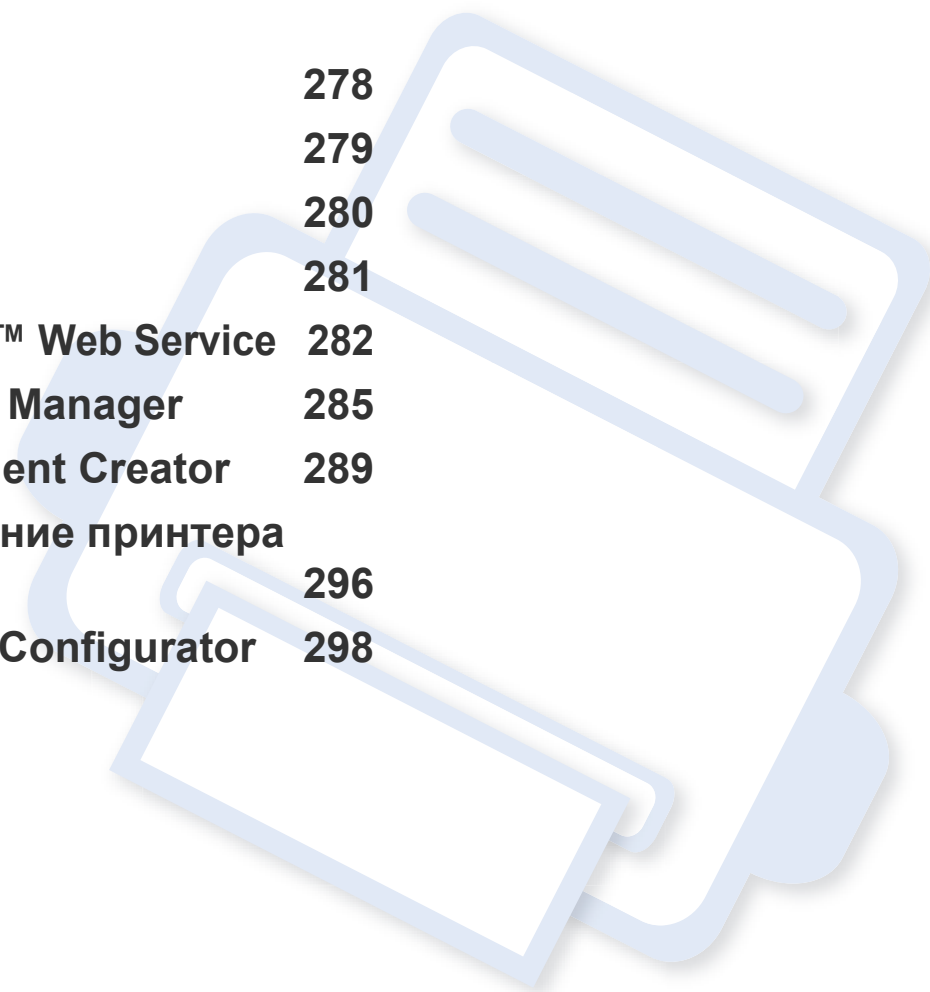 278
279
280
281
™ Web Service 282
Manager 285
ent Creator 289
ние принтера
296
Configurator 298